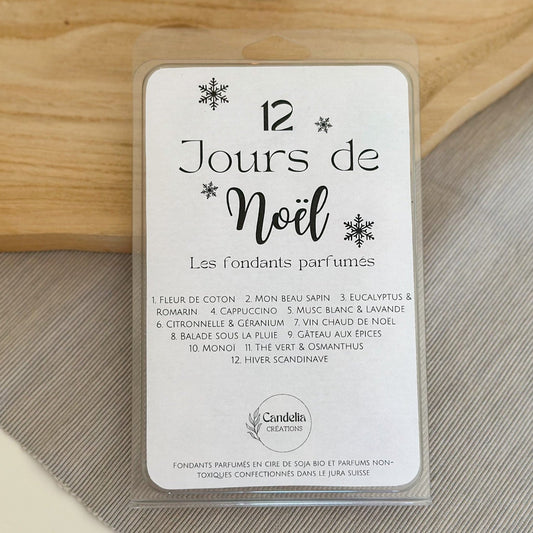 12
Jours de
Noël
Les fondants parfumés
1. Fleur de coton 2. Mon beau sapin 3. Eucalyptus &
Romarin 4. Cappuccino 5. Musc blanc & Lavande
6. Citronnelle & Géranium 7. Vin chaud de Noël
8. Balade sous la pluie 9. Gâteau aux épices
10. Monoï 11. Thé vert & Osmanthus
12. Hiver scandinave
Candelia
CRÉATIONS
Fondants parfumés en cire de soja bio et parfums non-
toxiques confectionnés dans le Jura suisse